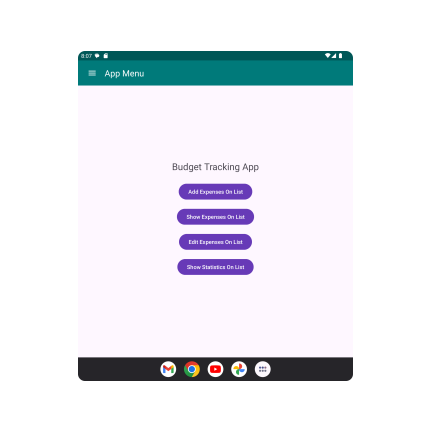 8:07
App Menu
Budget Tracking App
Add Expenses On List
Show Expenses On List
Edit Expenses On List
Show Statistics On List